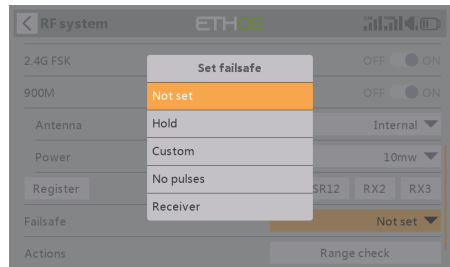 RF system
ETHOS
2.4G FSK
OFF
ON
900M
OFF
ON
Antenna
Internal
Power
10mw
Register
SR12
RX2
RX3
Failsafe
Not set
Actions
Range check
Set failsafe
Not set
Hold
Custom
No pulses
Receiver